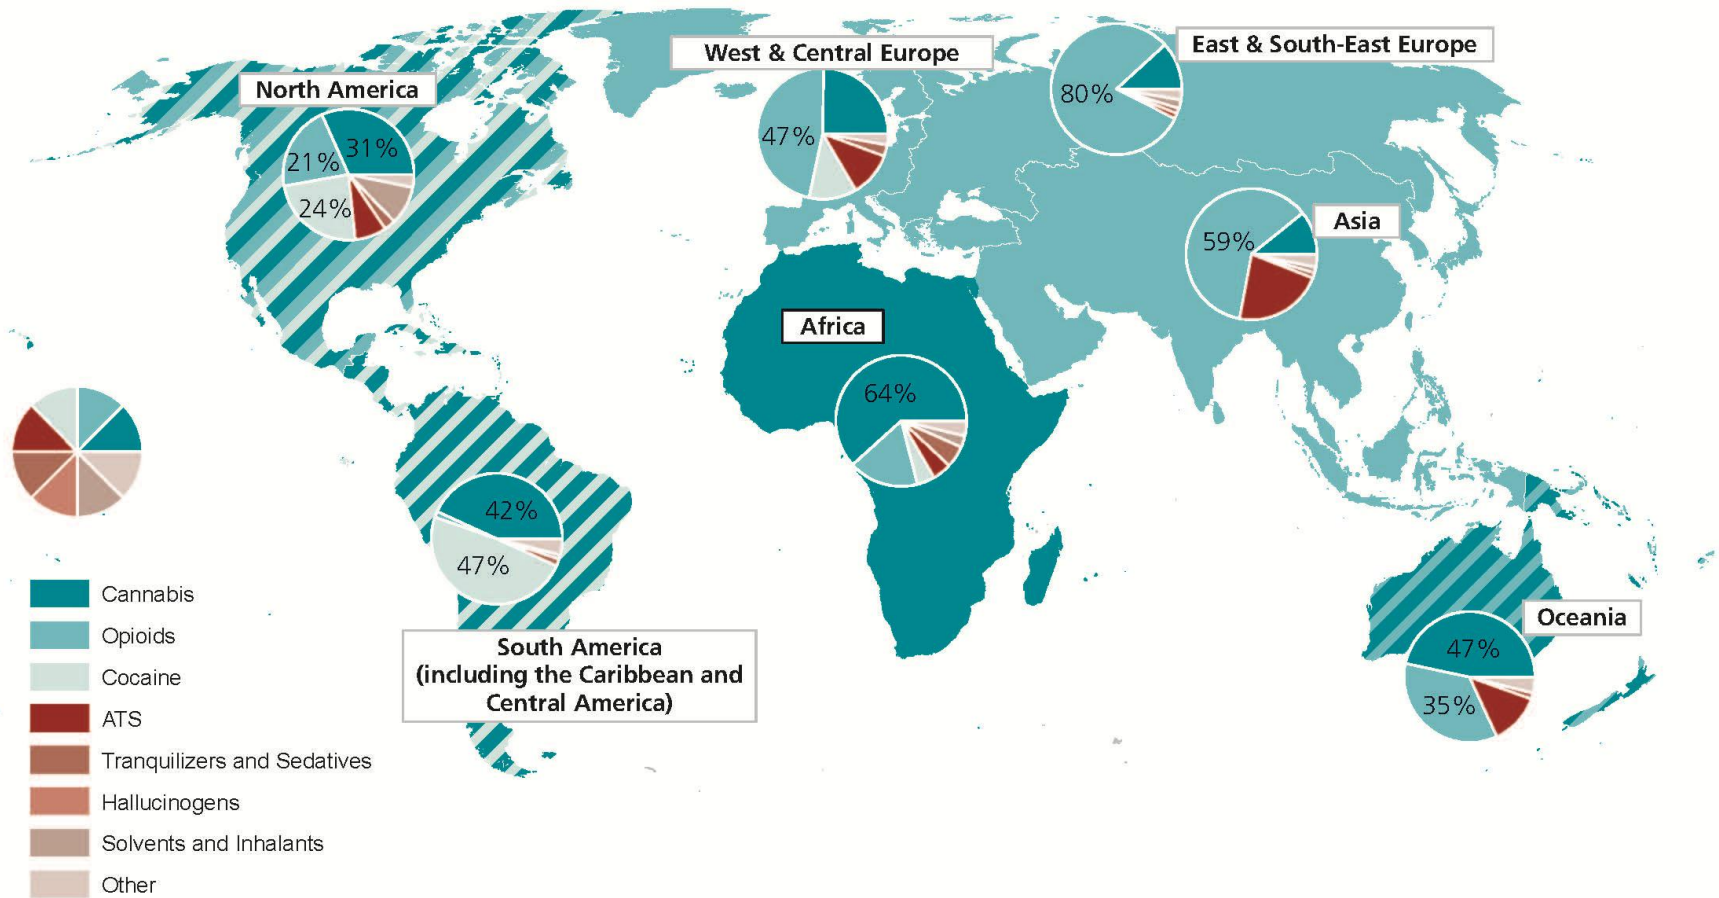 West & Central Europe
East & South-East Europe
North America
80%
47%
31%
21%
24%
Asia
59%
Africa
64%
42%
47%
Cannabis
Opioids
Cocaine
ATS
Tranquilizers and Sedatives
Hallucinogens
Solvents and Inhalants
Other
South America
(including the Caribbean and
Central America)
Oceania
47%
35%